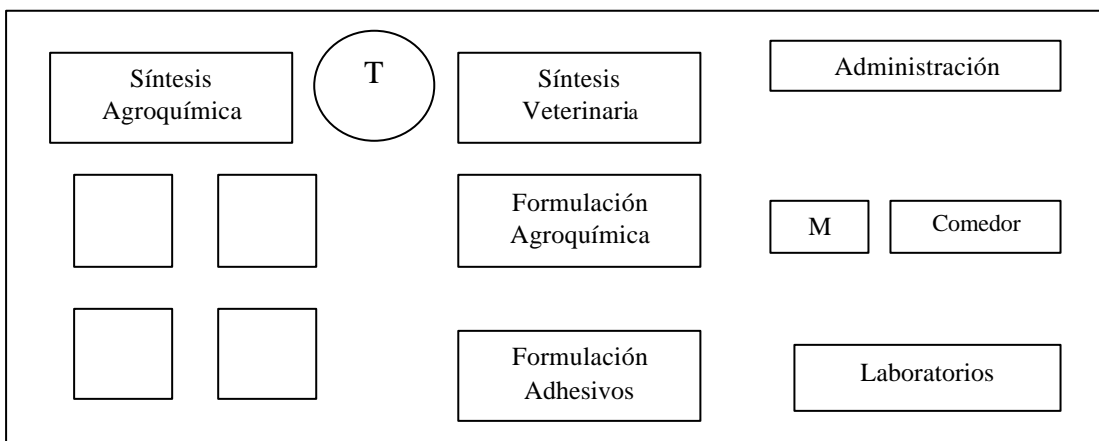 Síntesis
Agroquímica
T
Síntesis
Veterinaria
Administración
Formulación
Agroquímica
M
Comedor
Formulación
Adhesivos
Laboratorios